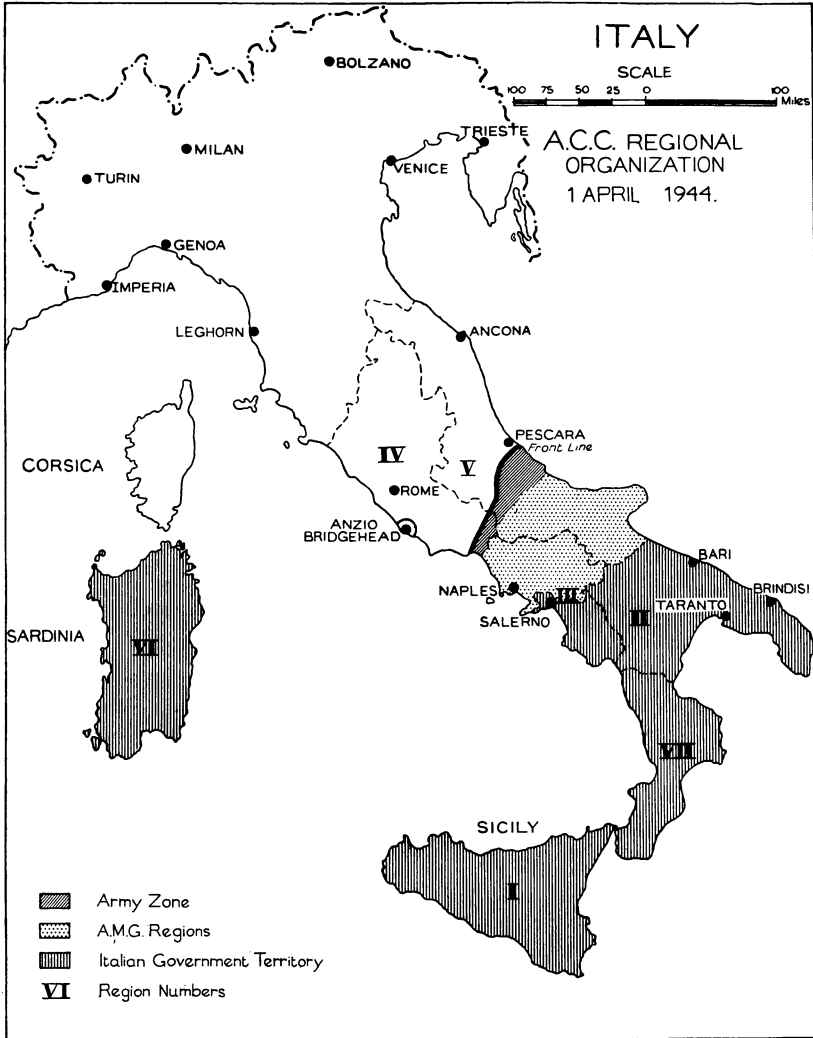 ITALY
SCALE
100 75 50 25 0 100
Miles
A.C.C. REGIONAL
ORGANIZATION
1 APRIL 1944.
BOLZANO
TRIESTE
MILAN
VENICE
TURIN
GENOA
IMPERIA
LEGHORN
ANCONA
PESCARA
Front Line
CORSICA
IV
V
ROME
ANZIO
BRIDGEHEAD
BARI
NAPLES
III
BRINDISI
TARANTO
SALERNO
II
SARDINIA
VI
VII
SICILY
I
Army Zone
A.M.G. Regions
Italian Government Territory
VI Region Numbers